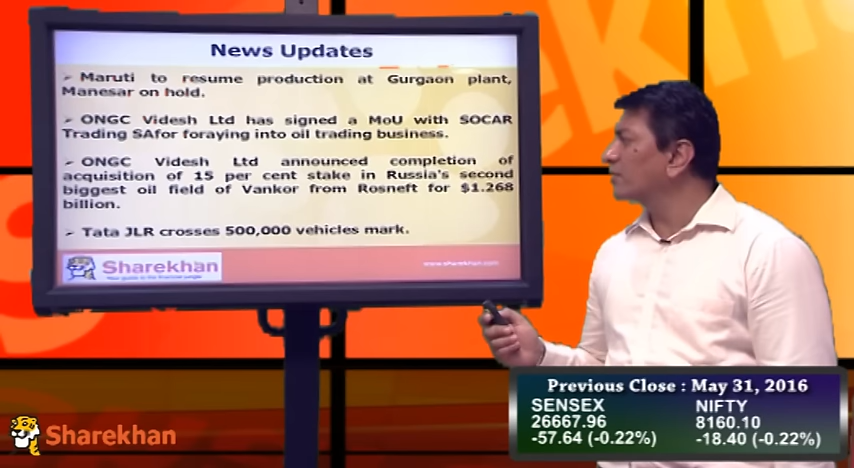 News Updates
➢ Maruti to resume production at Gurgaon plant,
Manesar on hold.
➢ ONGC Videsh Ltd has signed a MoU with SOCAR
Trading SAfor foraying into oil trading business.
➢ ONGC Videsh Ltd announced completion of
acquisition of 15 per cent stake in Russia's second
biggest oil field of Vankor from Rosneft for $1.268
billion.
➢ Tata JLR crosses 500,000 vehicles mark.
Sharekhan
www.sharekhan.com
Previous Close : May 31, 2016
SENSEX NIFTY
26667.96 8160.10
-57.64 (-0.22%) -18.40 (-0.22%)
Sharekhan